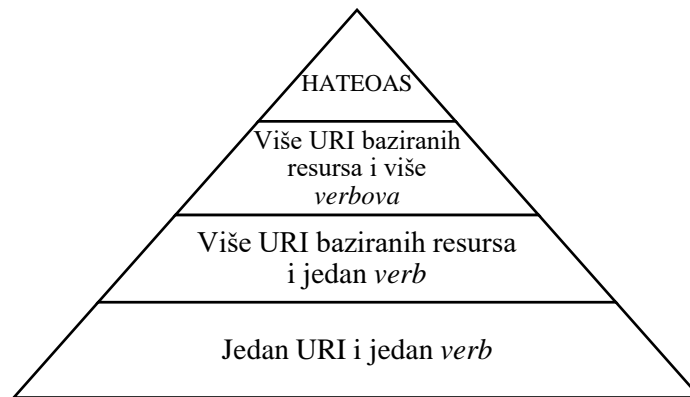 HATEOAS
Više URI baziranih
resursa i više
verbova
Više URI baziranih resursa
i jedan verb
Jedan URI i jedan verb